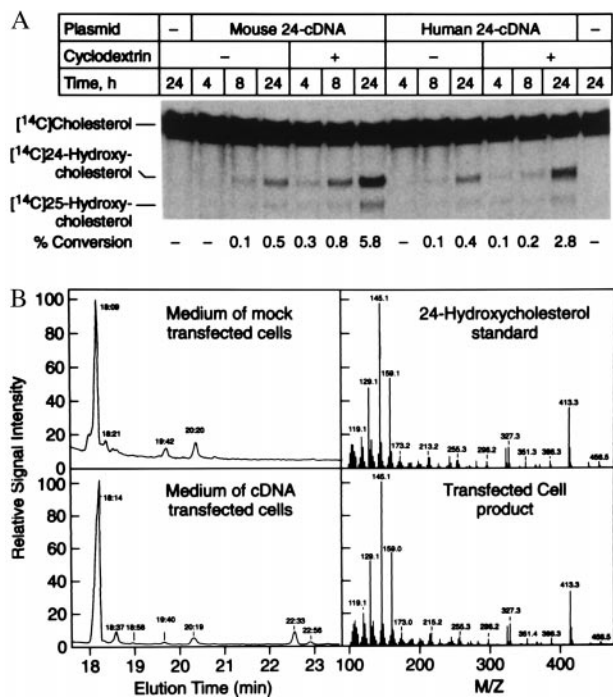 A
Plasmid – Mouse 24-cDNA Human 24-cDNA –
Cyclodextrin – + – +
Time, h 24 4 8 24 4 8 24 4 8 24 4 8 24 24
[14C]Cholesterol
[14C]24-Hydroxy-
cholesterol
[14C]25-Hydroxy-
cholesterol
% Conversion – – 0.1 0.5 0.3 0.8 5.8 – 0.1 0.4 0.1 0.2 2.8 –
B
Relative Signal Intensity
100
80
60
40
20
0
Medium of mock
transfected cells
18:09
18:21
19:42
20:20
24-Hydroxycholesterol
standard
119.1
129.1
145.1
159.1
173.2
213.2
255.3
296.2
327.3
351.3
386.3
413.3
456.5
100
80
60
40
20
0
Medium of cDNA
transfected cells
18:14
18:37
18:56
19:40
20:19
22:33
22:56
Transfected Cell
product
119.1
129.1
145.1
159.0
173.0
215.2
255.3
296.2
327.3
351.4
386.3
413.3
456.5
18 19 20 21 22 23
Elution Time (min)
100 200 300 400
M/Z